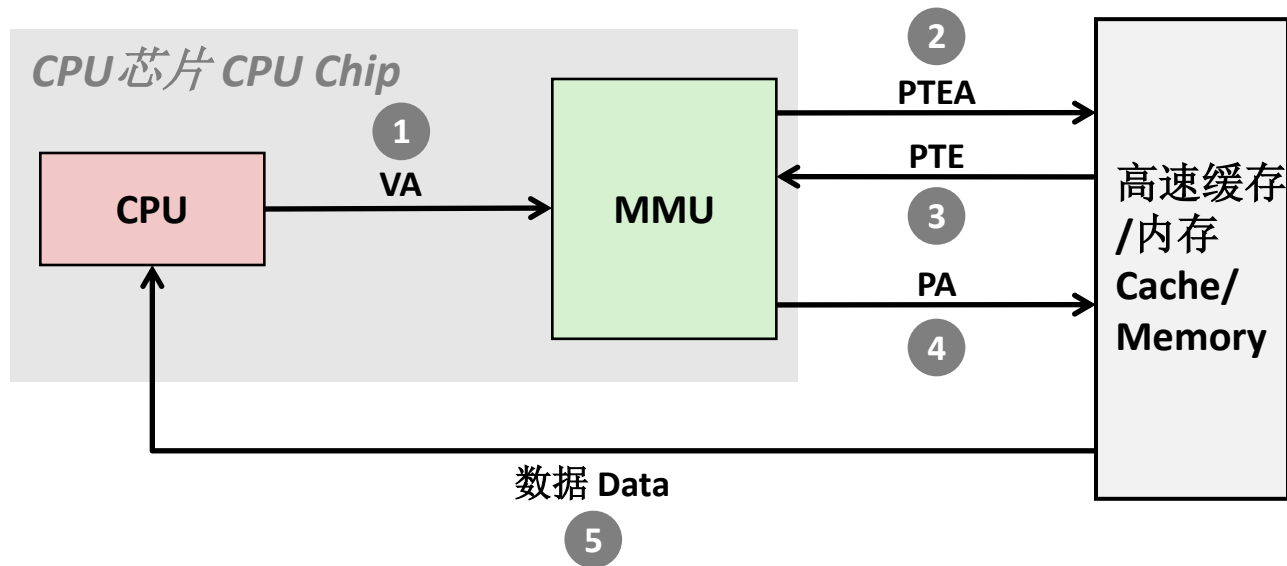 CPU芯片 CPU Chip
1
VA
CPU
MMU
2
PTEA
PTE
3
PA
4
高速缓存
/内存
Cache/
Memory
数据 Data
5